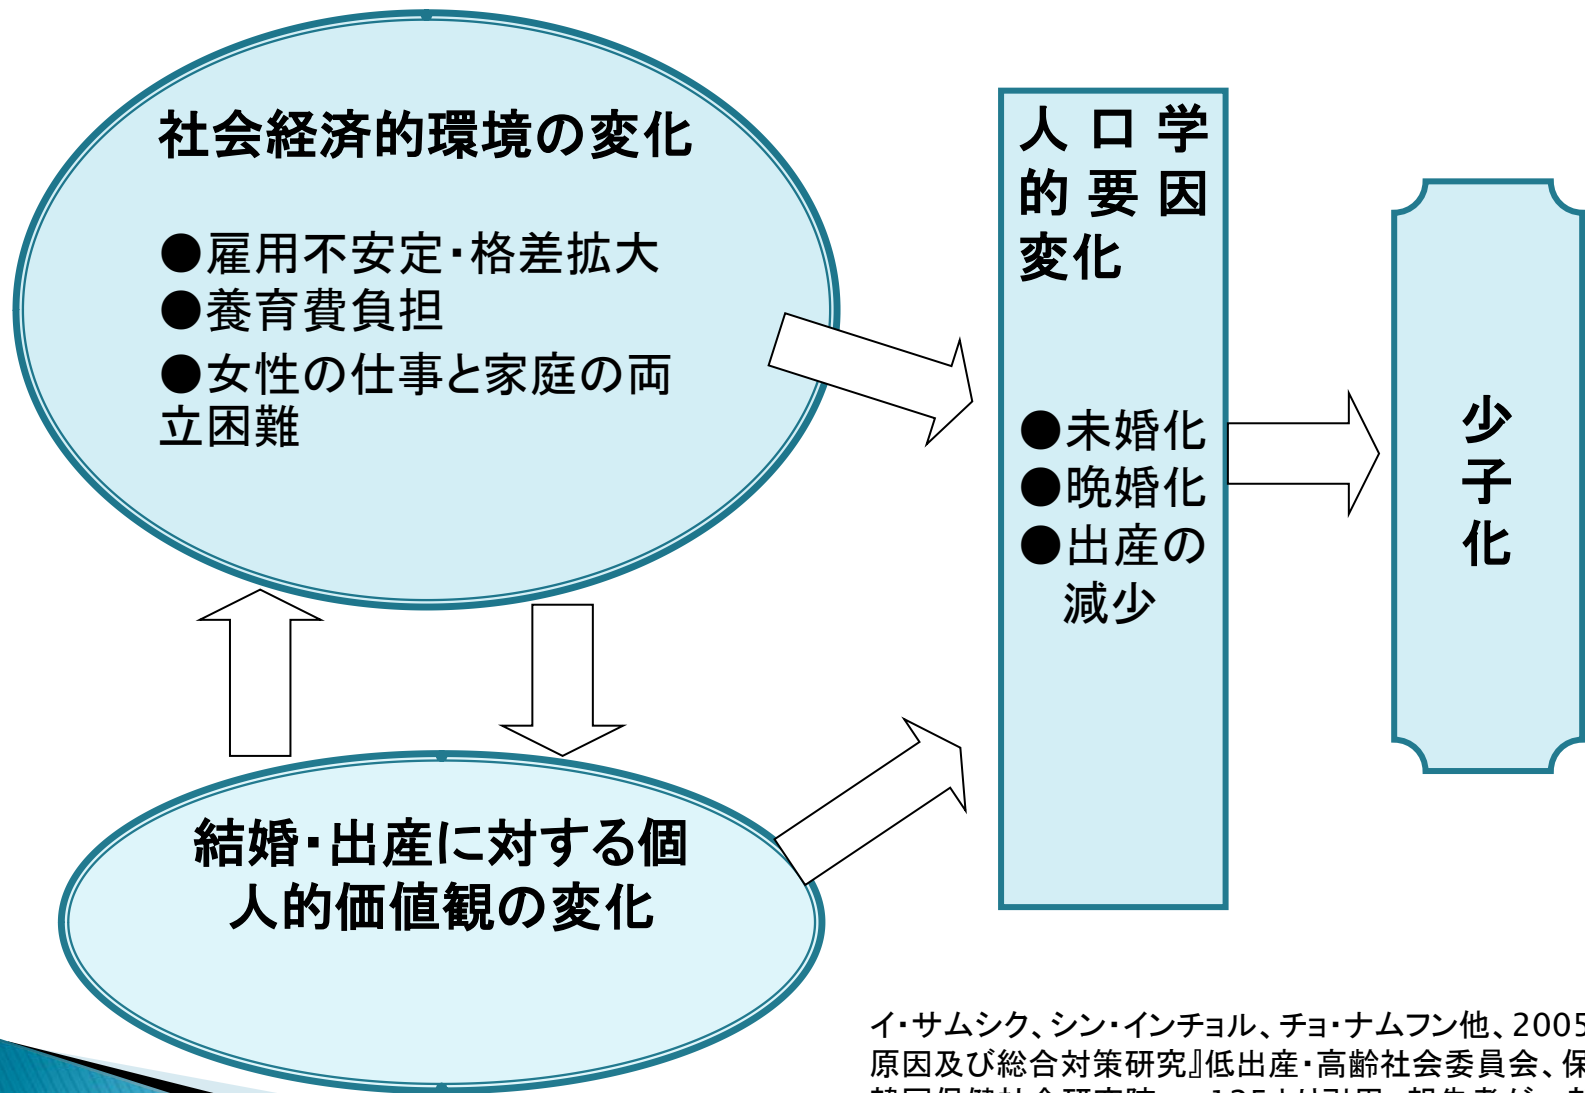 社会経済的環境の変化
●雇用不安定・格差拡大
●養育費負担
●女性の仕事と家庭の両
立困難
結婚・出産に対する個
人的価値観の変化
人口学
的要因
変化
●未婚化
●晩婚化
●出産の
減少
少
子
化
イ・サムシク、シン・インチョル、チョ・ナムフン他、2005
原因及び総合対策研究』低出産・高齢社会委員会、保